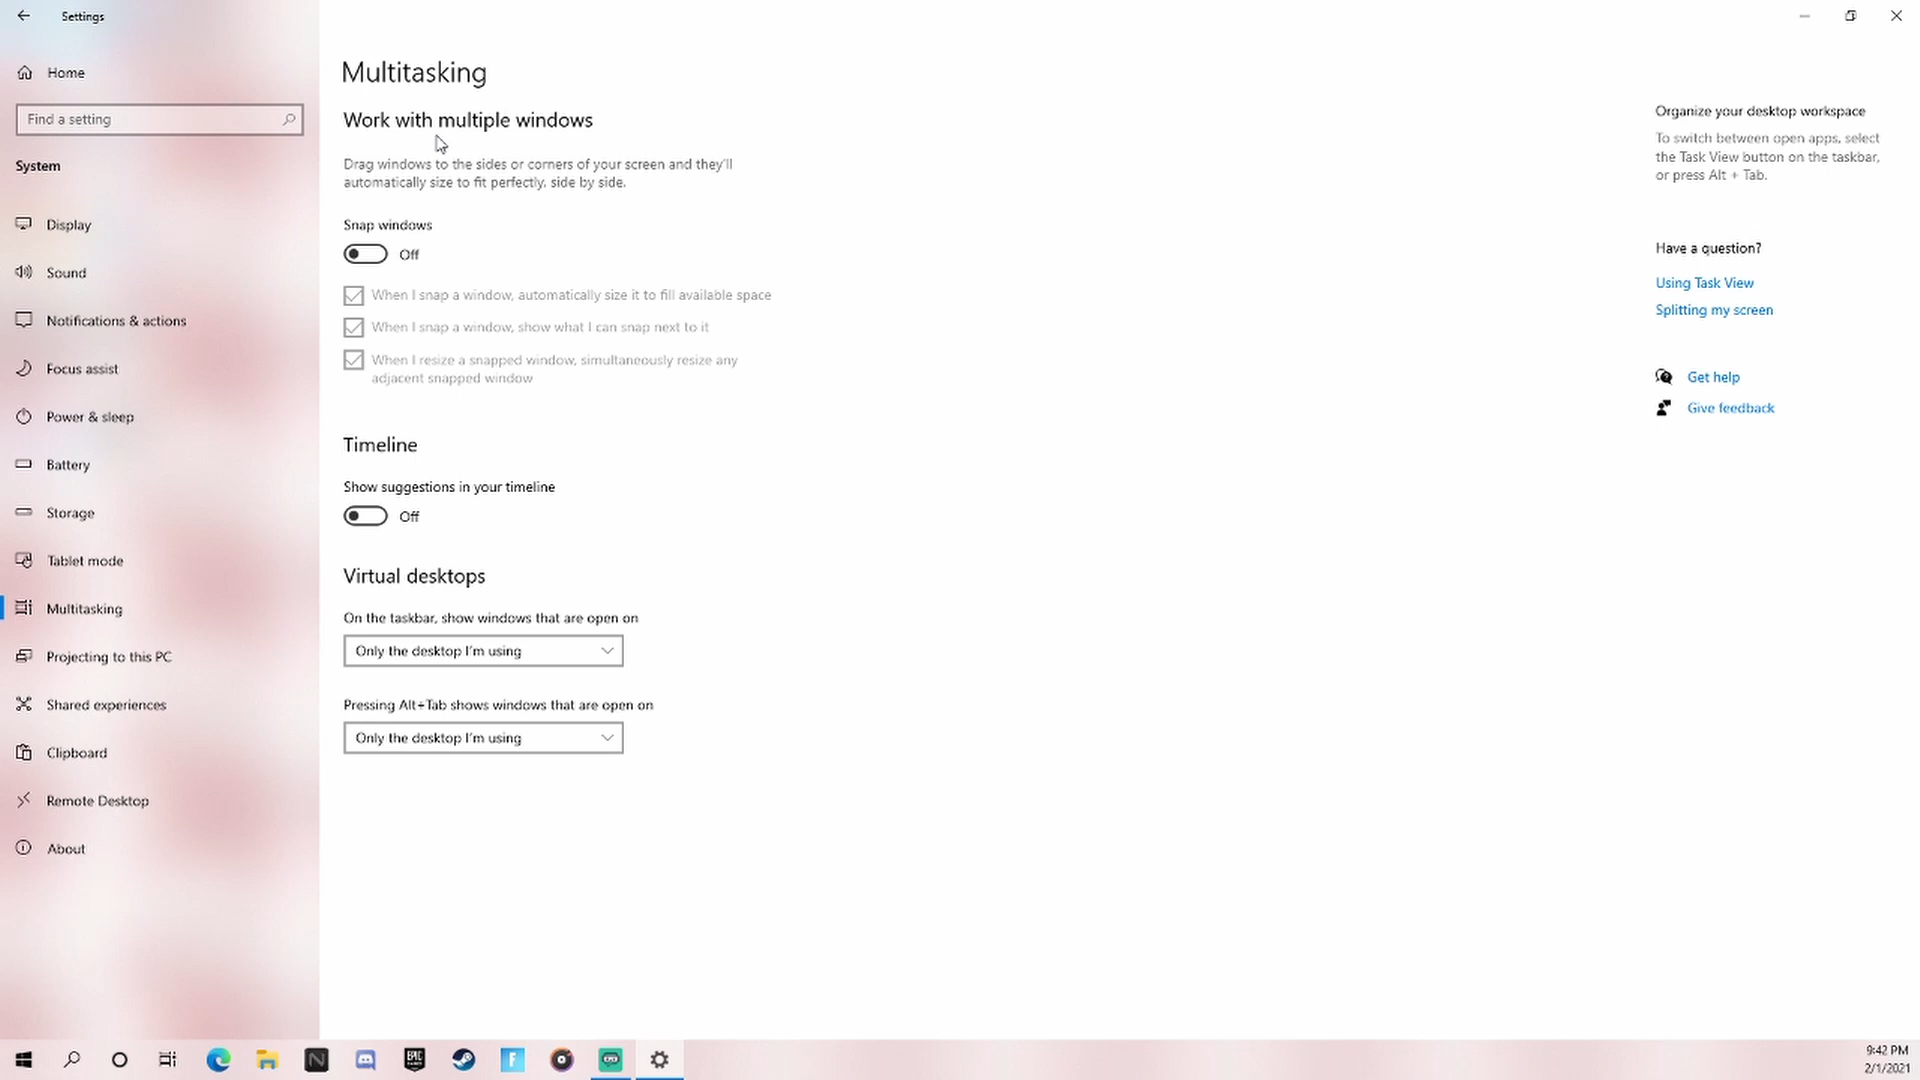 Settings
Home
Find a setting
System
Display
Sound
Notifications & actions
Focus assist
Power & sleep
Battery
Storage
Tablet mode
Multitasking
Projecting to this PC
Shared experiences
Clipboard
Remote Desktop
About
Multitasking
Work with multiple windows
Drag windows to the sides or corners of your screen and they'll
automatically size to fit perfectly, side by side.
Snap windows
Off
When I snap a window, automatically size it to fill available space
When I snap a window, show what I can snap next to it
When I resize a snapped window, simultaneously resize any
adjacent snapped window
Timeline
Show suggestions in your timeline
Off
Virtual desktops
On the taskbar, show windows that are open on
Only the desktop I'm using
Pressing Alt+Tab shows windows that are open on
Only the desktop I'm using
Organize your desktop workspace
To switch between open apps, select
the Task View button on the taskbar,
or press Alt + Tab.
Have a question?
Using Task View
Splitting my screen
Get help
Give feedback
N
EPIC
F
9:42 PM
2/1/2021